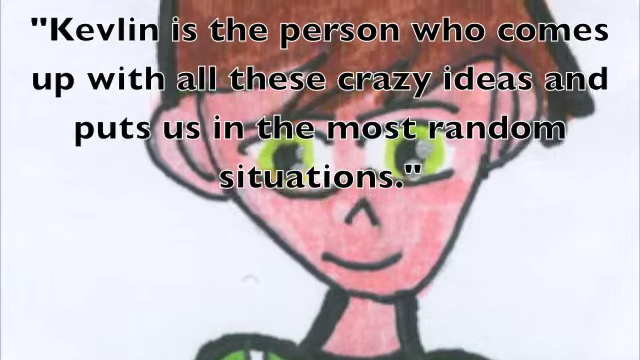 "Kevlin is the person who comes
up with all these crazy ideas and
puts us in the most random
situations."